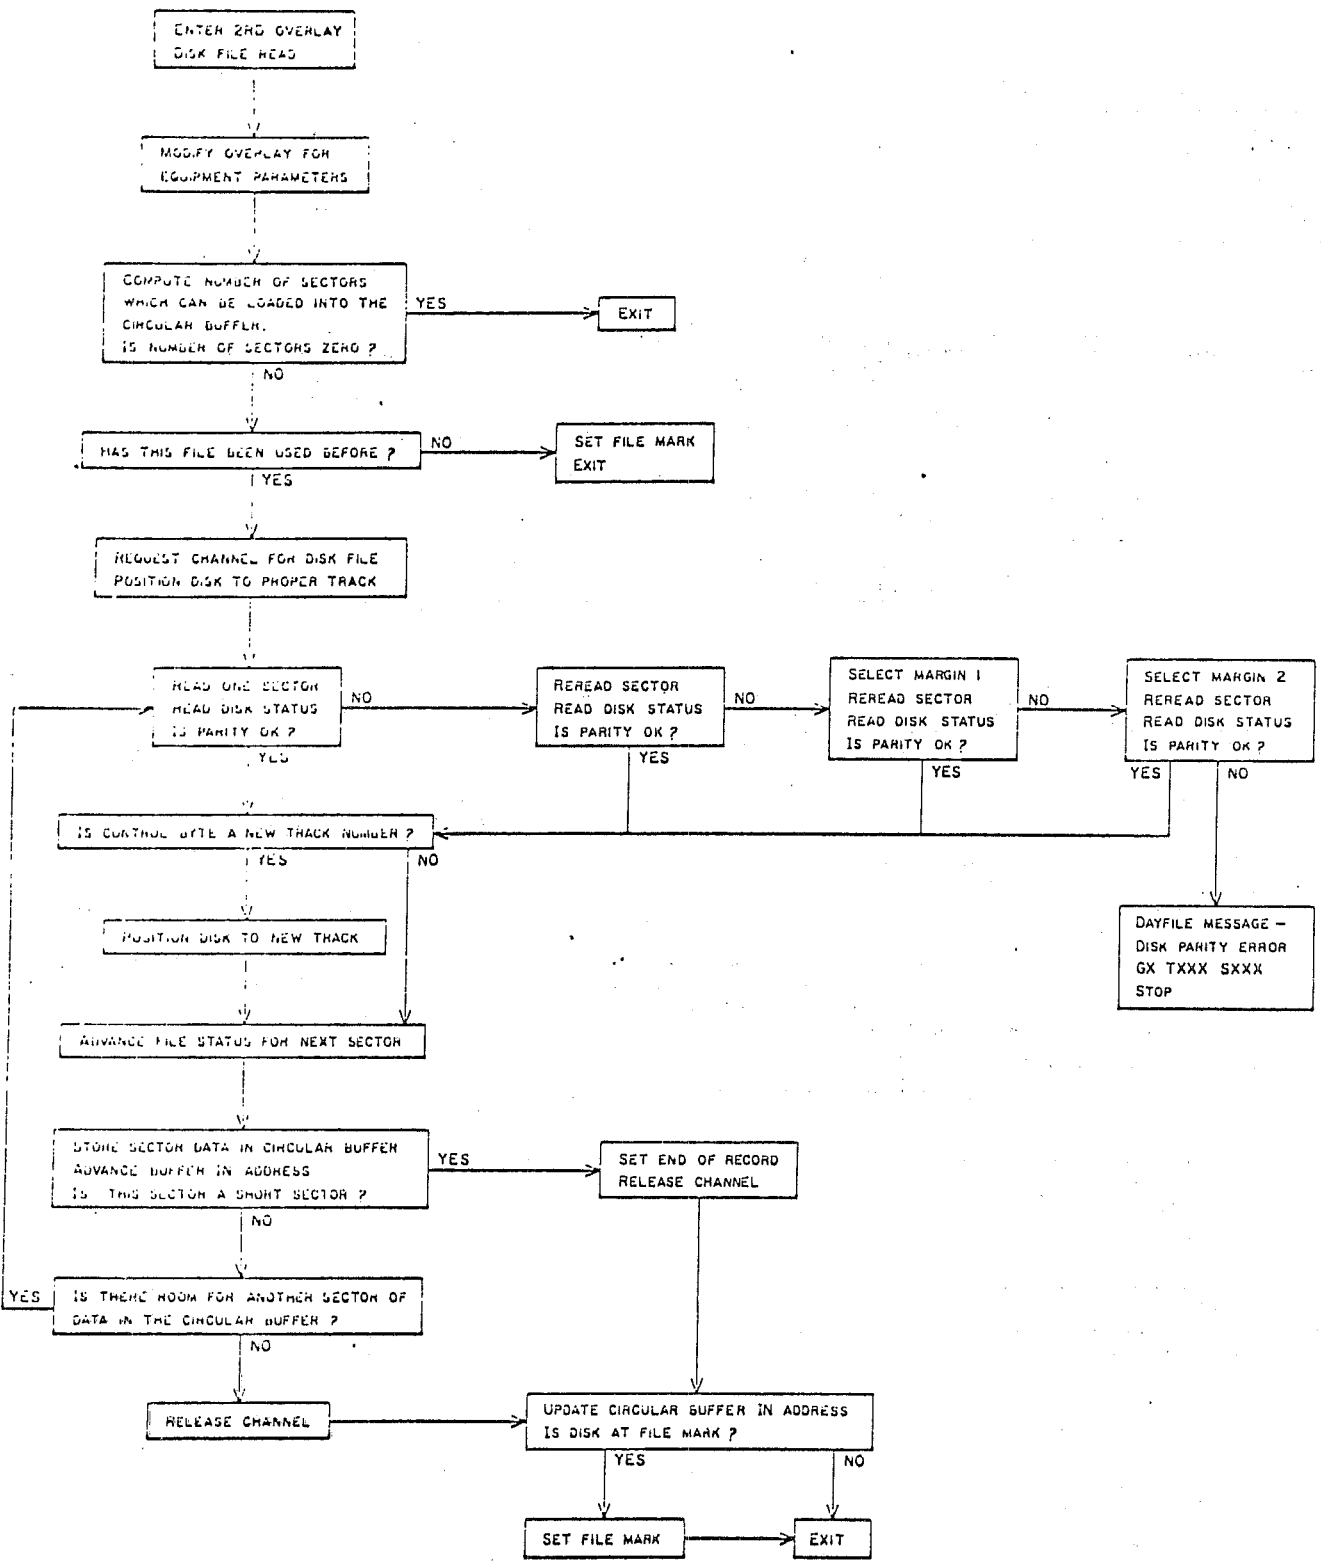 ENTER 2ND OVERLAY
DISK FILE READ
MODIFY OVERLAY FOR
EQUIPMENT PARAMETERS
COMPUTE NUMBER OF SECTORS
WHICH CAN BE LOADED INTO THE
CIRCULAR BUFFER.
IS NUMBER OF SECTORS ZERO ?
YES
EXIT
NO
HAS THIS FILE BEEN USED BEFORE ?
NO
SET FILE MARK
EXIT
YES
REQUEST CHANNEL FOR DISK FILE
POSITION DISK TO PROPER TRACK
READ ONE SECTOR
READ DISK STATUS
IS PARITY OK ?
NO
REREAD SECTOR
READ DISK STATUS
IS PARITY OK ?
NO
SELECT MARGIN 1
REREAD SECTOR
READ DISK STATUS
IS PARITY OK ?
NO
SELECT MARGIN 2
REREAD SECTOR
READ DISK STATUS
IS PARITY OK ?
YES
YES
YES
YES
NO
IS CONTROL BYTE A NEW TRACK NUMBER ?
YES
NO
POSITION DISK TO NEW TRACK
DAYFILE MESSAGE —
DISK PARITY ERROR
GX TXXX SXXX
STOP
ADVANCE FILE STATUS FOR NEXT SECTOR
STORE SECTOR DATA IN CIRCULAR BUFFER
ADVANCE BUFFER IN ADDRESS
IS THIS SECTOR A SHORT SECTOR ?
YES
SET END OF RECORD
RELEASE CHANNEL
NO
YES
IS THERE ROOM FOR ANOTHER SECTOR OF
DATA IN THE CIRCULAR BUFFER ?
NO
RELEASE CHANNEL
UPDATE CIRCULAR BUFFER IN ADDRESS
IS DISK AT FILE MARK ?
YES
NO
SET FILE MARK
EXIT